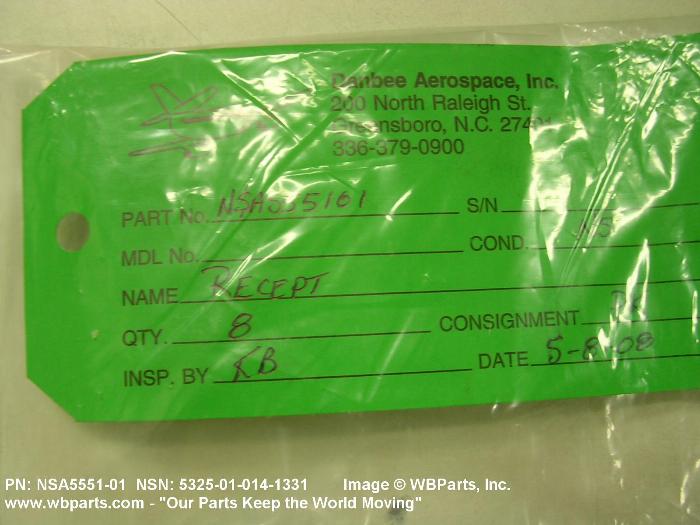 Danbee Aerospace, Inc.
200 North Raleigh St.
Greensboro, N.C. 27401
336-379-0900
PART No. S/N
MDL No. COND. NS
NAME RECEPT
QTY. 8 CONSIGNMENT
INSP. BY KB DATE 5-8-08
PN: NSA5551-01 NSN: 5325-01-014-1331 Image © WBParts, Inc.
www.wbparts.com - "Our Parts Keep the World Moving"